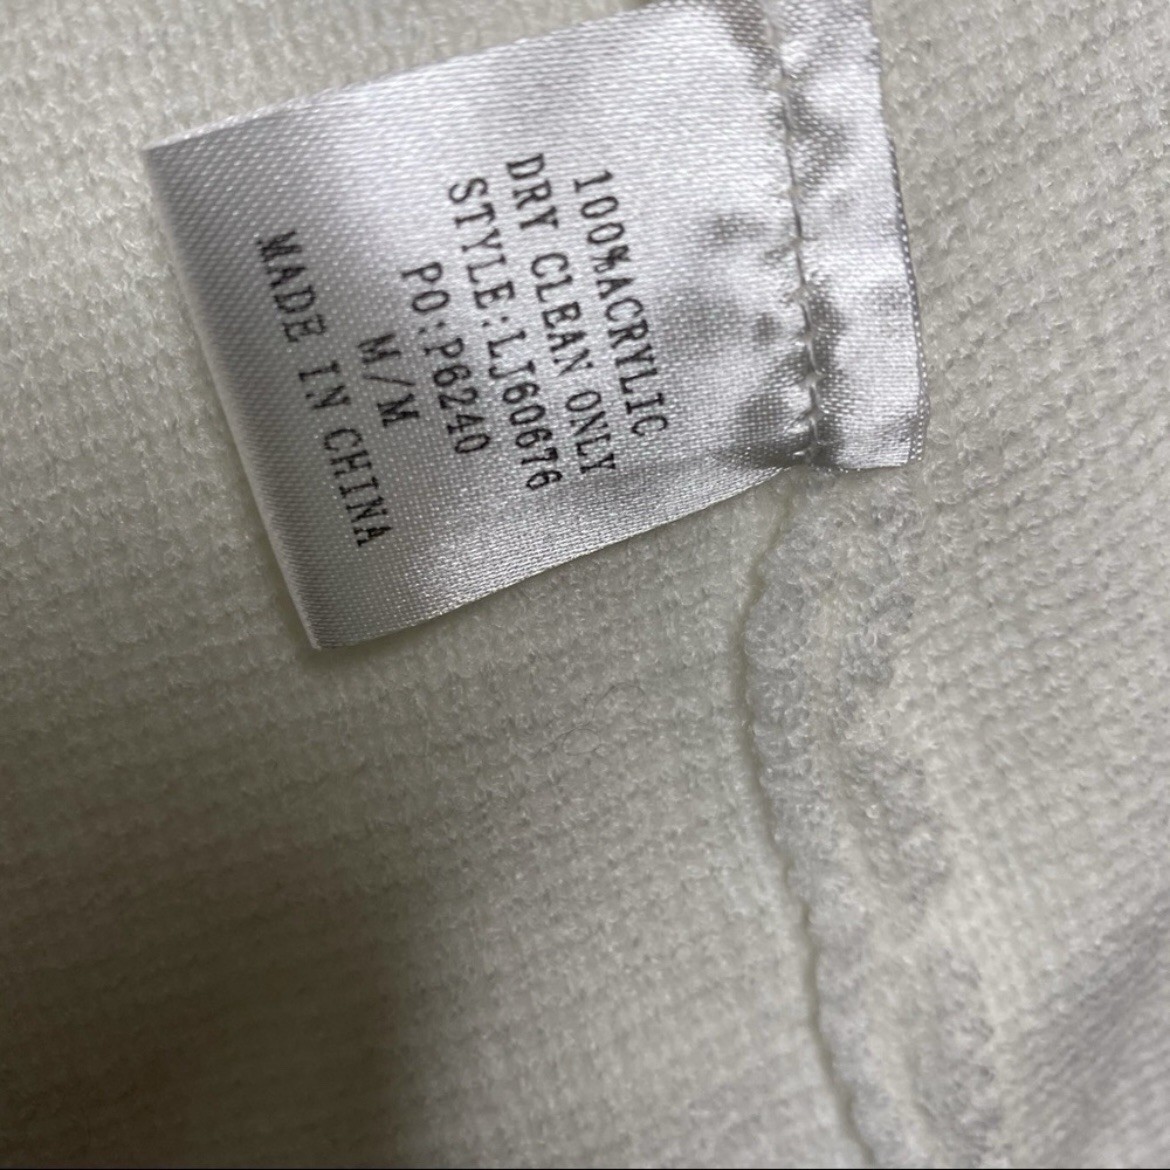 100%ACRYLIC
DRY CLEAN ONLY
STYLE:LJ60676
PO:P6240
M/M
MADE IN CHINA